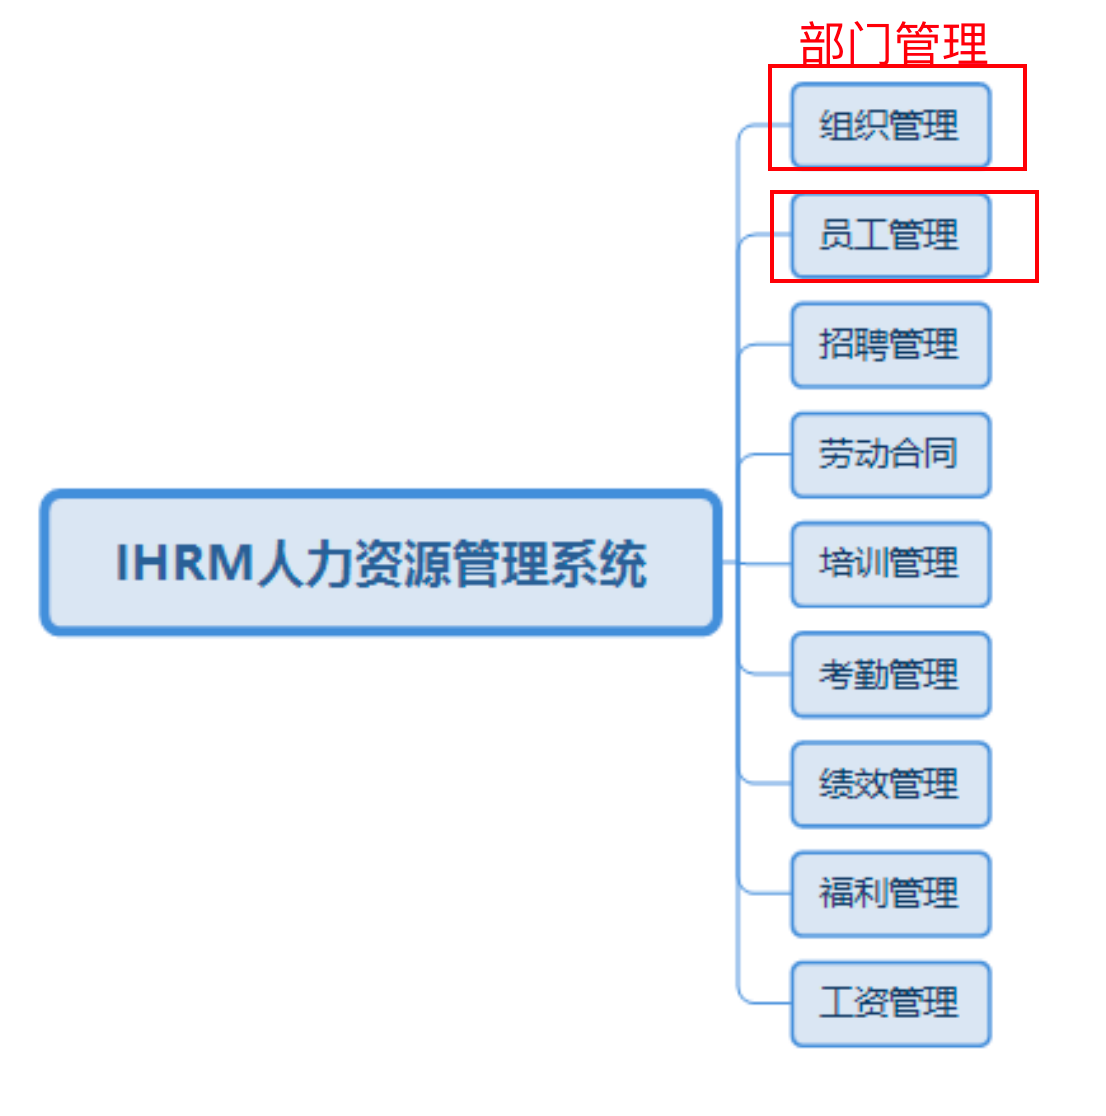 部门管理
组织管理
员工管理
招聘管理
劳动合同
IHRM人力资源管理系统
培训管理
考勤管理
绩效管理
福利管理
工资管理